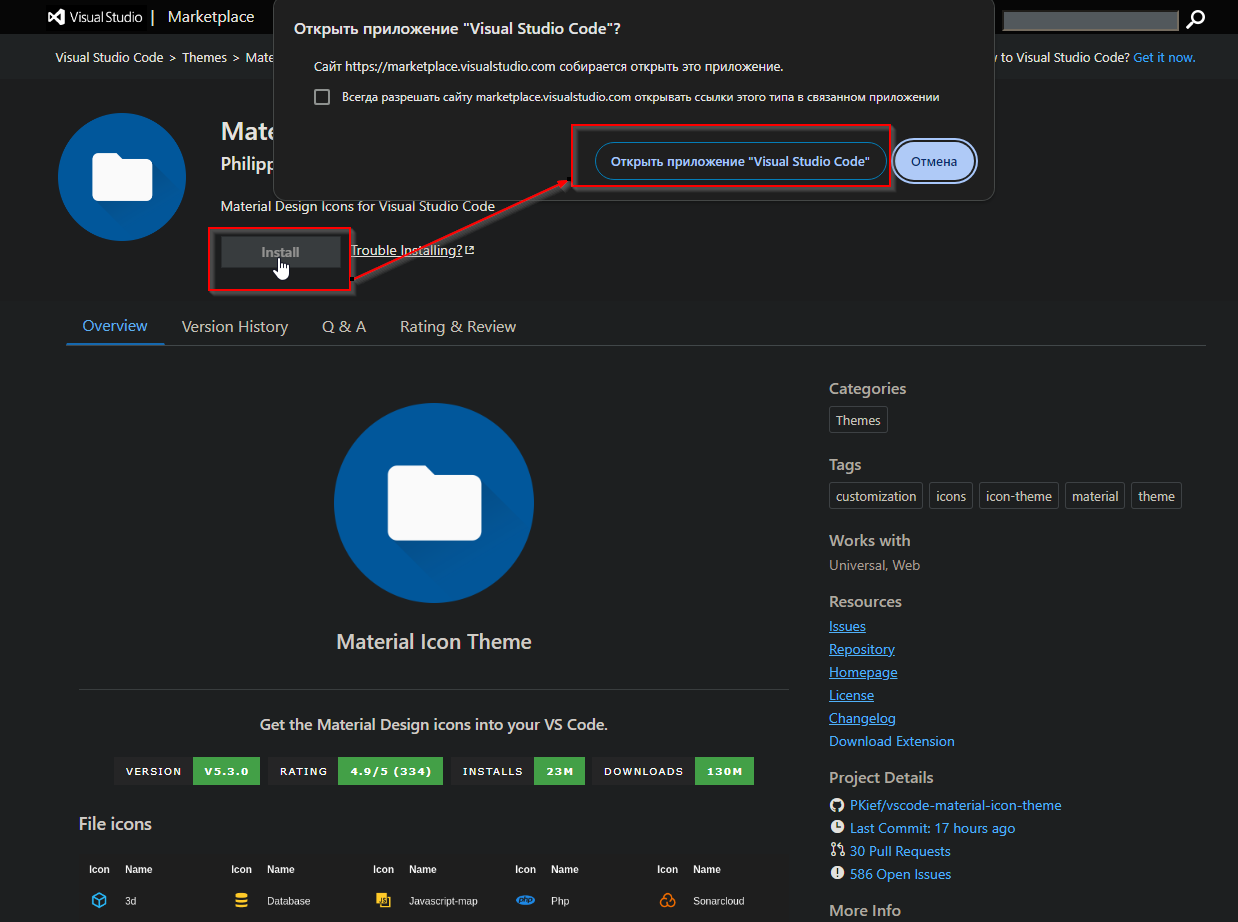 Visual Studio | Marketplace
Открыть приложение "Visual Studio Code"?
Visual Studio Code > Themes > Mate
Сайт https://marketplace.visualstudio.com собирается открыть это приложение.
to Visual Studio Code? Get it now.
Всегда разрешать сайту marketplace.visualstudio.com открывать ссылки этого типа в связанном приложении
Открыть приложение "Visual Studio Code"
Отмена
Mate
Philipp
Material Design Icons for Visual Studio Code
Install
Trouble Installing?
Overview
Version History
Q & A
Rating & Review
Material Icon Theme
Get the Material Design icons into your VS Code.
VERSION V5.3.0
RATING 4.9/5 (334)
INSTALLS 23M
DOWNLOADS 130M
File icons
Icon Name Icon Name Icon Name Icon Name Icon Name
3d Database JS Javascript-map php Php Sonarcloud
Categories
Themes
Tags
customization icons icon-theme material theme
Works with
Universal, Web
Resources
Issues
Repository
Homepage
License
Changelog
Download Extension
Project Details
PKief/vscode-material-icon-theme
Last Commit: 17 hours ago
30 Pull Requests
586 Open Issues
More Info